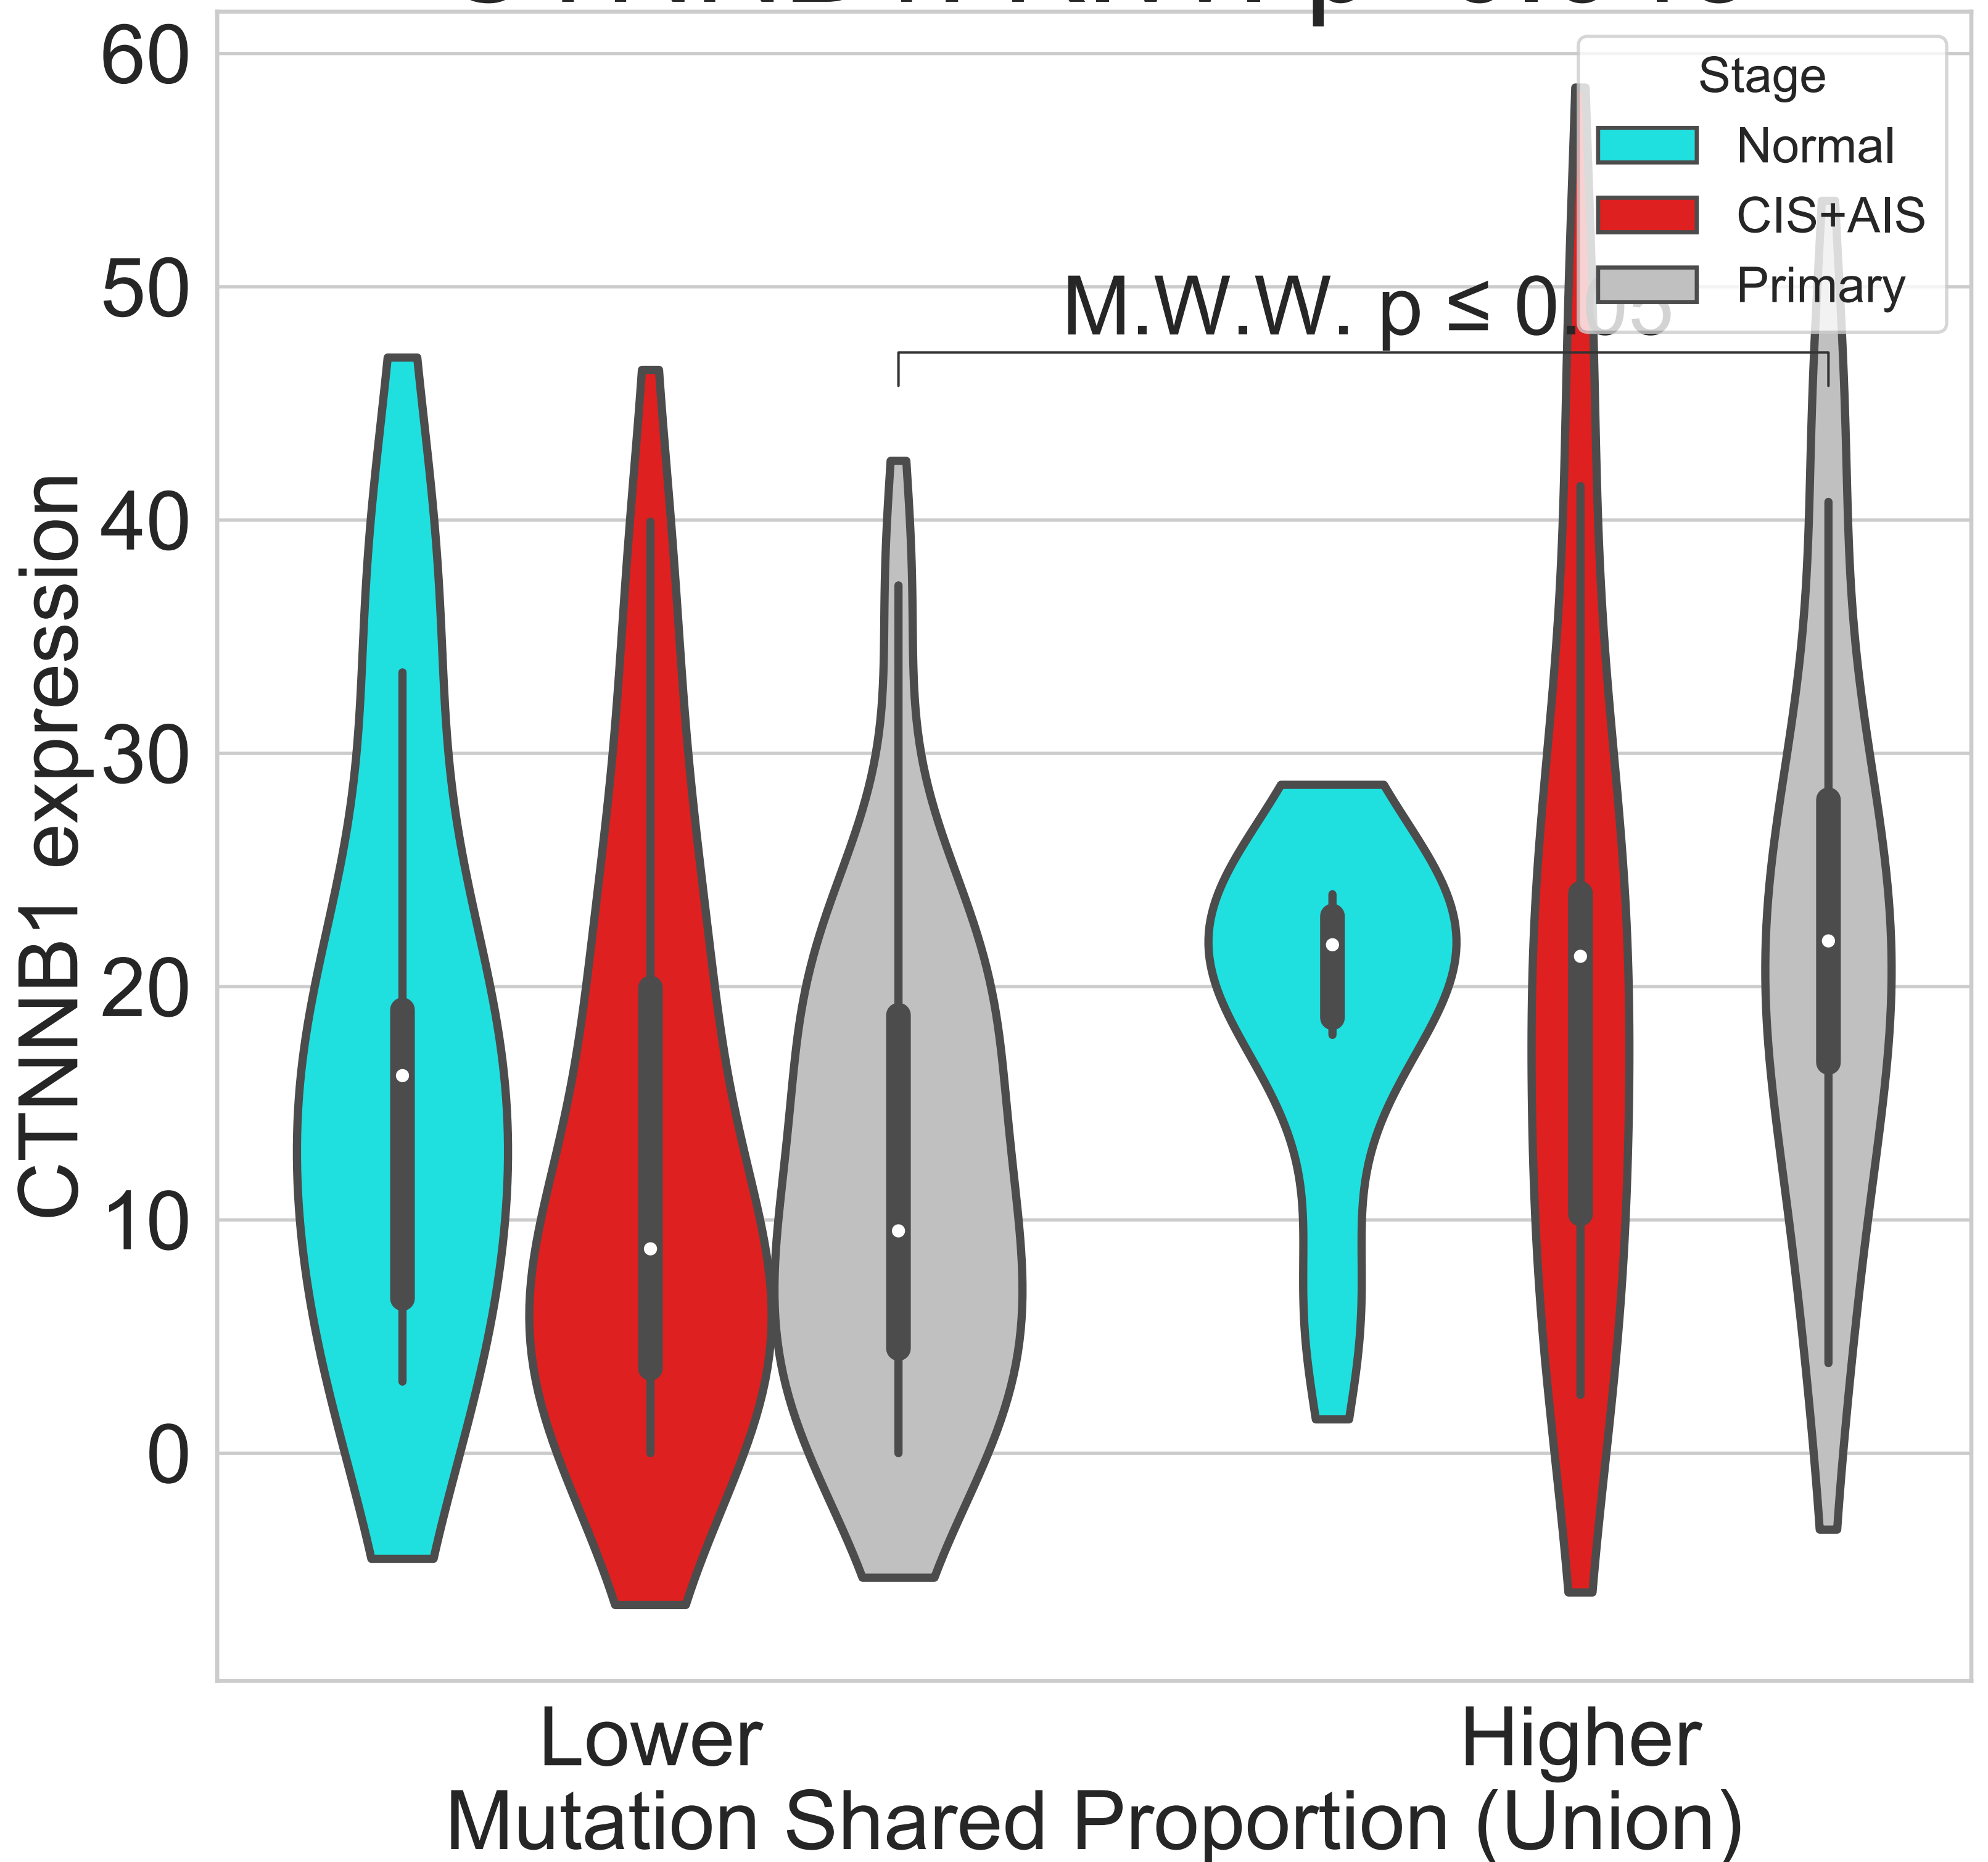 60
50
40
30
20
10
0
CTNNB1 expression
Stage
Normal
CIS+AIS
Primary
M.W.W. p ≤ 0.05
Lower
Higher
Mutation Shared Proportion (Union)